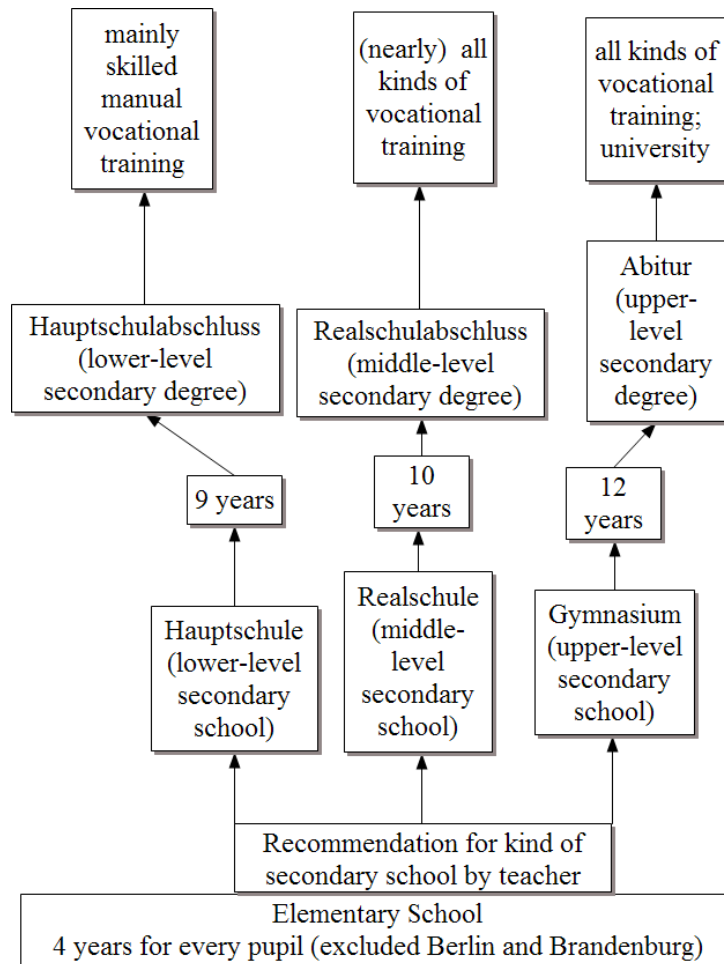 mainly
skilled
manual
vocational
training
(nearly) all
kinds of
vocational
training
all kinds of
vocational
training;
university
Hauptschulabschluss
(lower-level
secondary degree)
Realschulabschluss
(middle-level
secondary degree)
Abitur
(upper-
level
secondary
degree)
9 years
10
years
12
years
Hauptschule
(lower-level
secondary
school)
Realschule
(middle-
level
secondary
school)
Gymnasium
(upper-level
secondary
school)
Recommendation for kind of
secondary school by teacher
Elementary School
4 years for every pupil (excluded Berlin and Brandenburg)